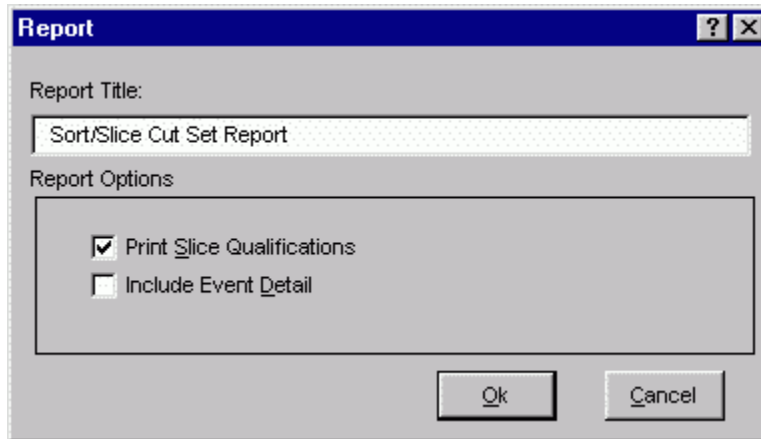 Report
Report Title:
Sort/Slice Cut Set Report
Report Options
Print Slice Qualifications
Include Event Detail
Ok Cancel